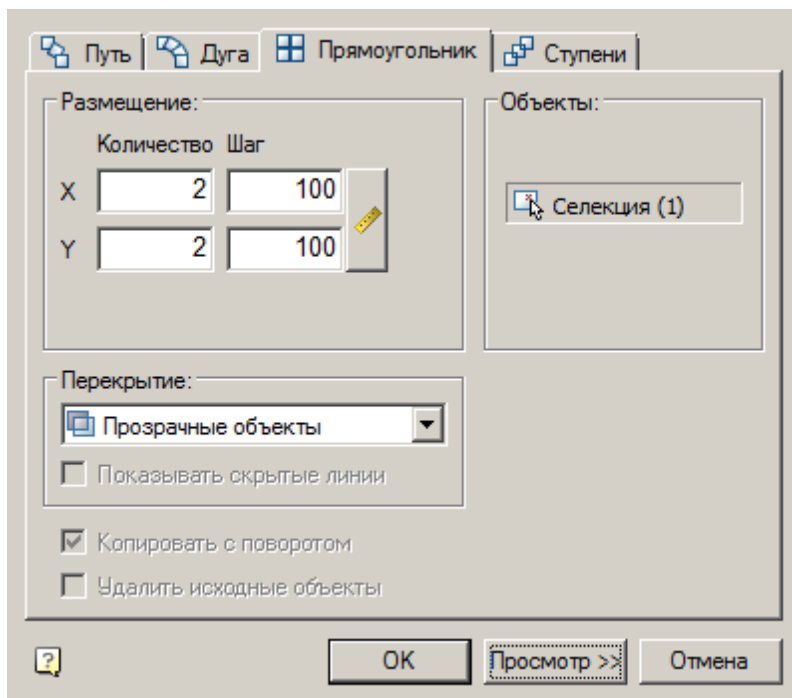 Путь Дуга Прямоугольник Ступени
Размещение:
Объекты:
Количество Шаг
X 2 100
Y 2 100
Селекция (1)
Перекрытие:
Прозрачные объекты
Показывать скрытые линии
Копировать с поворотом
Удалить исходные объекты
? OK Просмотр >> Отмена